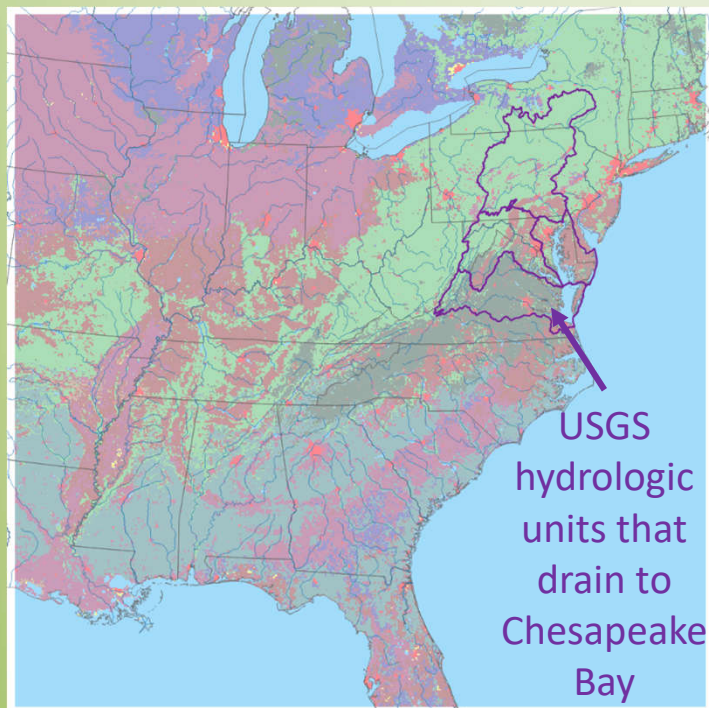 USGS
hydrologic
units that
drain to
Chesapeake
Bay